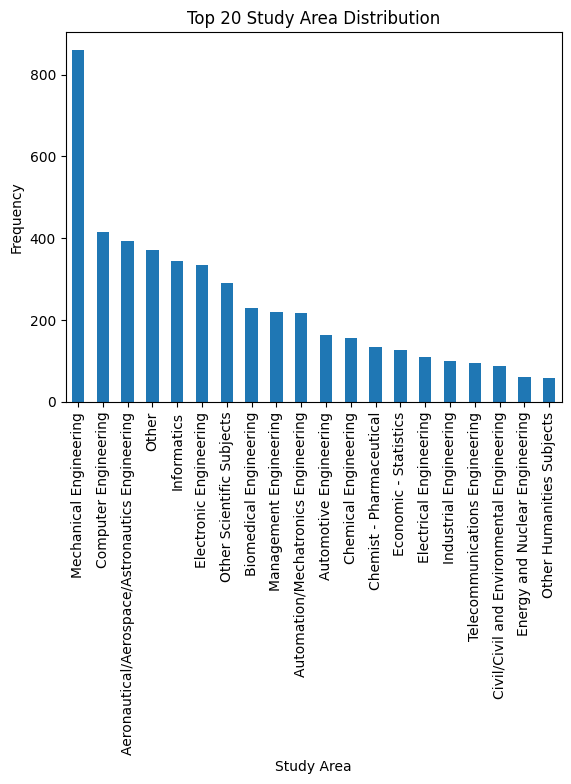 Top 20 Study Area Distribution
Frequency
800
600
400
200
0
Mechanical Engineering
Computer Engineering
Aeronautical/Aerospace/Astronautics Engineering
Other
Informatics
Electronic Engineering
Other Scientific Subjects
Biomedical Engineering
Management Engineering
Automation/Mechatronics Engineering
Automotive Engineering
Chemical Engineering
Chemist - Pharmaceutical
Economic - Statistics
Electrical Engineering
Industrial Engineering
Telecommunications Engineering
Civil/Civil and Environmental Engineering
Energy and Nuclear Engineering
Other Humanities Subjects
Study Area